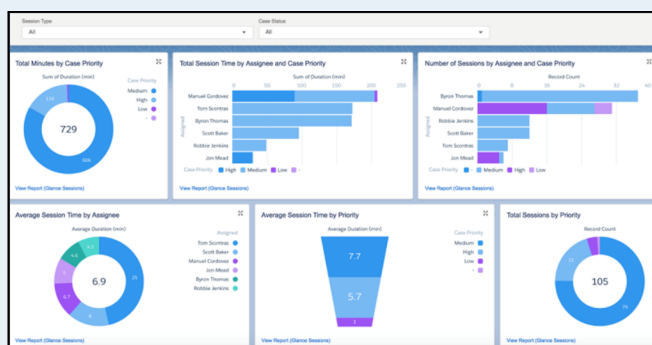 Session Type
Case Status
All
All
Total Minutes by Case Priority
Sum of Duration (min)
Case Priority
Medium
High
Low
-
729
View Report (Glance Sessions)
Total Session Time by Assignee and Case Priority
Sum of Duration (min)
0 50 100 150 200 250
Assigned
Manuel Cordovez
Tom Scontras
Byron Thomas
Scott Baker
Robbie Jenkins
Jon Mead
Case Priority High Medium Low -
View Report (Glance Sessions)
Number of Sessions by Assignee and Case Priority
Record Count
0 8 16 24 32 40
Assigned
Byron Thomas
Manuel Cordovez
Robbie Jenkins
Scott Baker
Tom Scontras
Jon Mead
Case Priority - Medium High Low
View Report (Glance Sessions)
Average Session Time by Assignee
Average Duration (min)
Assigned
Tom Scontras
Scott Baker
Manuel Cordovez
Jon Mead
Byron Thomas
Robbie Jenkins
6.9
25
6.7
View Report (Glance Sessions)
Average Session Time by Priority
Average Duration (min)
Case Priority
Medium
High
Low
-
7.7
5.7
1
View Report (Glance Sessions)
Total Sessions by Priority
Record Count
105
View Report (Glance Sessions)